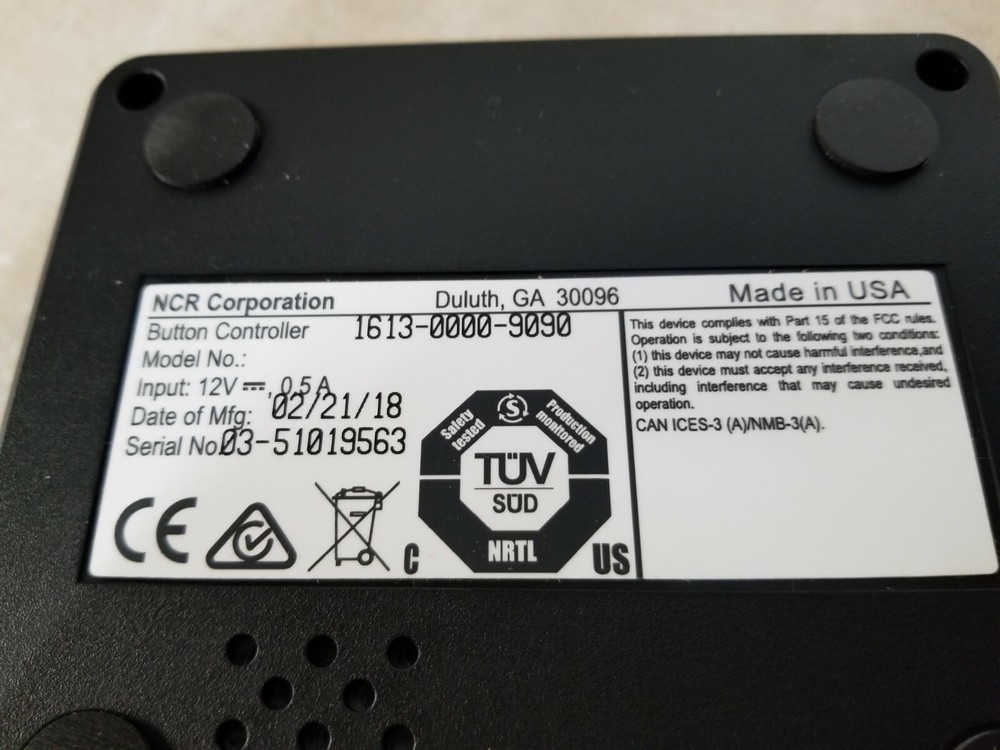 NCR Corporation Duluth, GA 30096 Made in USA
Button Controller 1613-0000-9090
Model No.:
Input: 12V ⎓, 0.5 A
Date of Mfg: 02/21/18
Serial No. 03-51019563
This device complies with Part 15 of the FCC rules.
Operation is subject to the following two conditions:
(1) this device may not cause harmful interference,and
(2) this device must accept any interference received,
including interference that may cause undesired
operation.
CAN ICES-3 (A)/NMB-3(A).
Safety
tested
S
Production
monitored
TÜV
SÜD
NRTL
C
US
CE